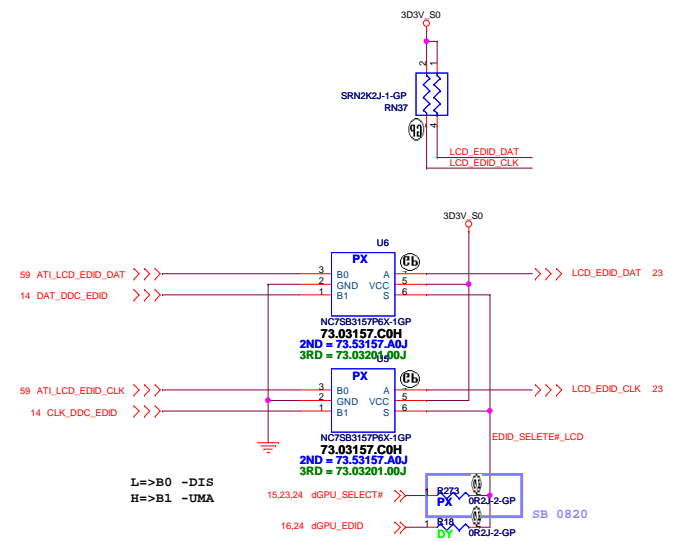 3D3V_S0
2 1
SRN2K2J-1-GP
RN37
4
LCD_EDID_DAT
LCD_EDID_CLK
3D3V_S0
U6
PX
59 ATI_LCD_EDID_DAT 3 B0 A LCD_EDID_DAT 23
2 GND VCC 5
14 DAT_DDC_EDID 1 B1 S 6
NC7SB3157P6X-1GP
73.03157.C0H
2ND = 73.53157.A0J
3RD = 73.03201.00J
U5
PX
59 ATI_LCD_EDID_CLK 3 B0 A LCD_EDID_CLK 23
2 GND VCC 5
14 CLK_DDC_EDID 1 B1 S 6
NC7SB3157P6X-1GP
73.03157.C0H
2ND = 73.53157.A0J
3RD = 73.03201.00J
EDID_SELETE#_LCD
L=>B0 -DIS
H=>B1 -UMA
15,23,24 dGPU_SELECT# 1 R273
PX 0R2J-2-GP
SB 0820
16,24 dGPU_EDID 1 R18
DY 0R2J-2-GP